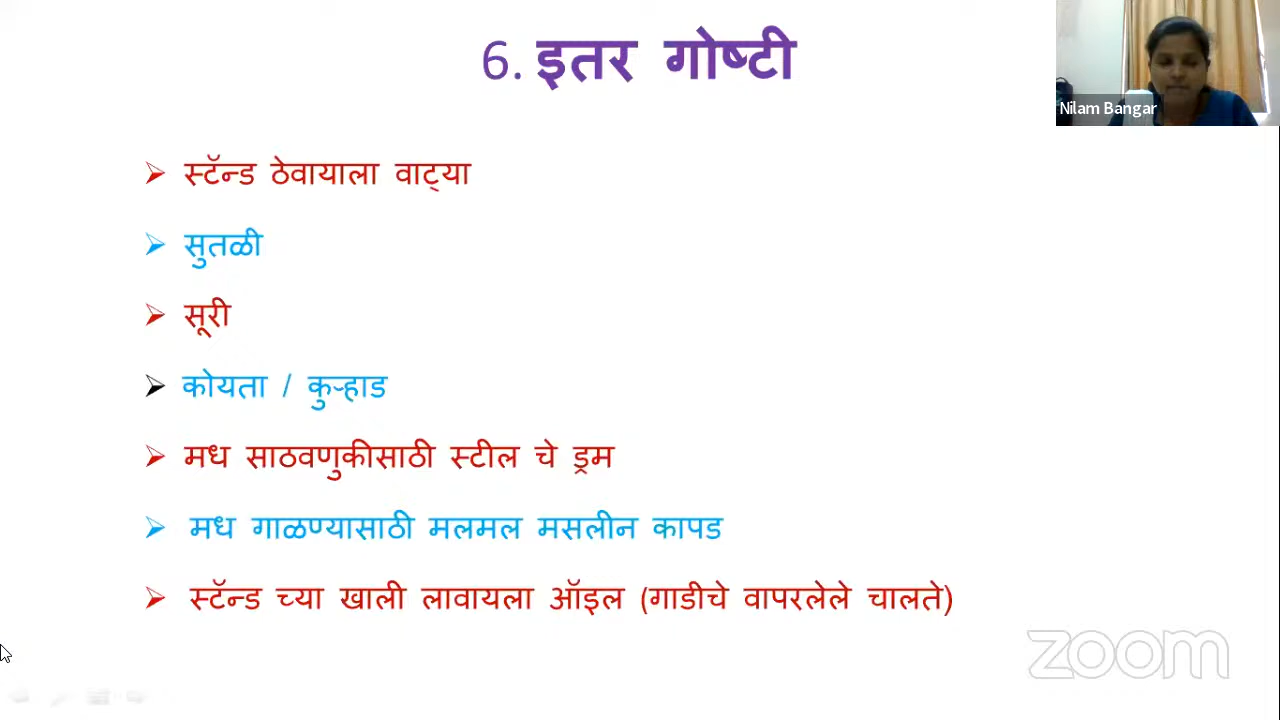 6. इतर गोष्टी
Nilam Bangar
➢ स्टॅन्ड ठेवायाला वाट्या
➢ सुतळी
➢ सूरी
➢ कोयता / कुऱ्हाड
➢ मध साठवणुकीसाठी स्टील चे ड्रम
➢ मध गाळण्यासाठी मलमल मसलीन कापड
➢ स्टॅन्ड च्या खाली लावायला ऑइल (गाडीचे वापरलेले चालते)
zoom